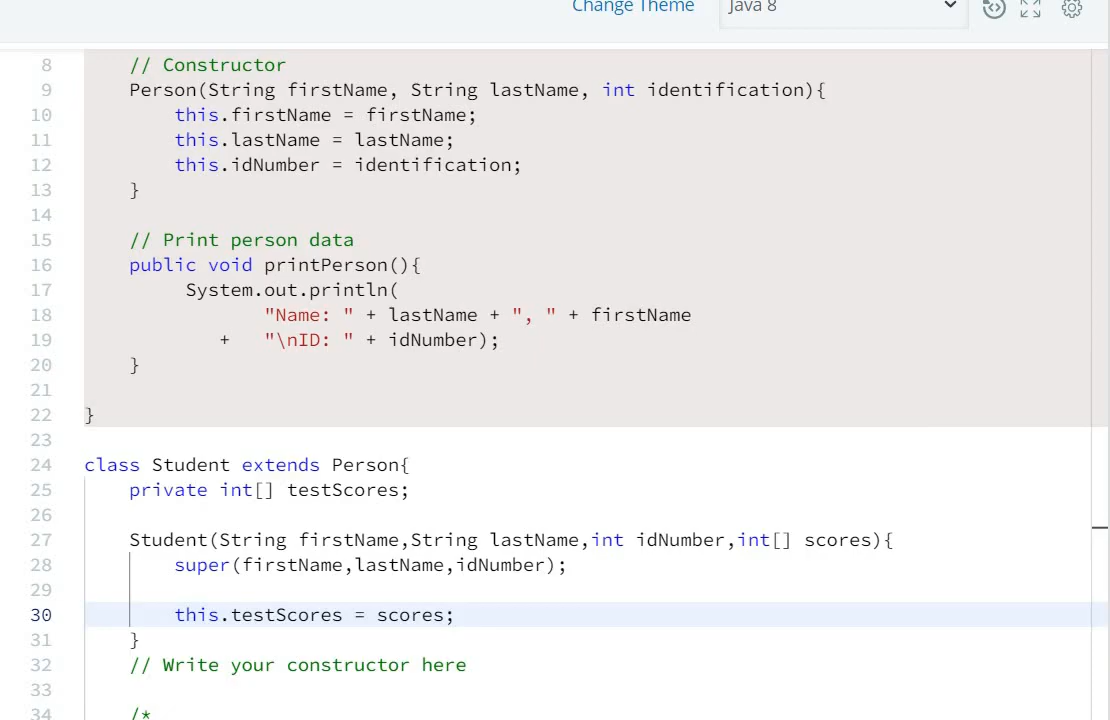 Change Theme Java 8
8 // Constructor
9 Person(String firstName, String lastName, int identification){
10 this.firstName = firstName;
11 this.lastName = lastName;
12 this.idNumber = identification;
13 }
14
15 // Print person data
16 public void printPerson(){
17 System.out.println(
18 "Name: " + lastName + ", " + firstName
19 + "\nID: " + idNumber);
20 }
21
22 }
23
24 class Student extends Person{
25 private int[] testScores;
26
27 Student(String firstName,String lastName,int idNumber,int[] scores){
28 super(firstName,lastName,idNumber);
29
30 this.testScores = scores;
31 }
32 // Write your constructor here
33
34 /*